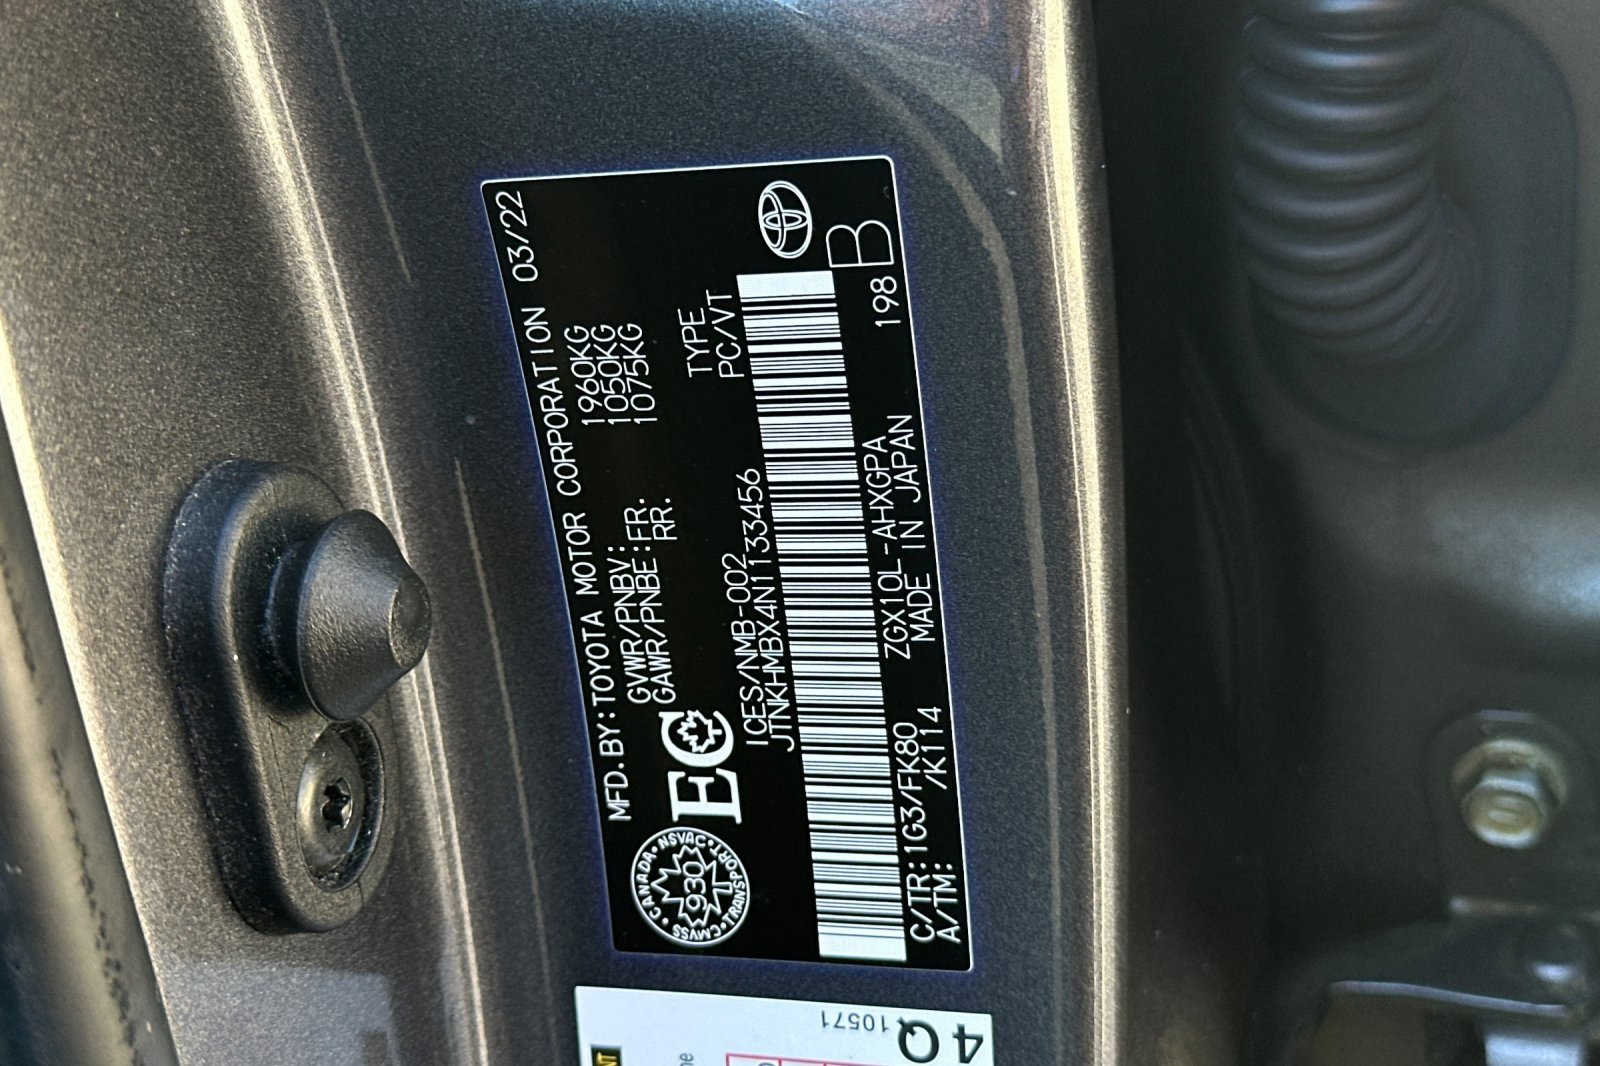 MFD.BY:TOYOTA MOTOR CORPORATION 03/22
GVWR/PNBV: 1960KG
GAWR/PNBE:FR. 1050KG
RR. 1075KG
CANADA • NSVAC • TRANSPORT • CMVSS
930
EC
TYPE
ICES/NMB-002 PC/VT
JTNKHMBX4N1133456
C/TR:1G3/FK80 ZGX10L-AHXGPA 198 B
A/TM: /K114 MADE IN JAPAN
4Q
10571